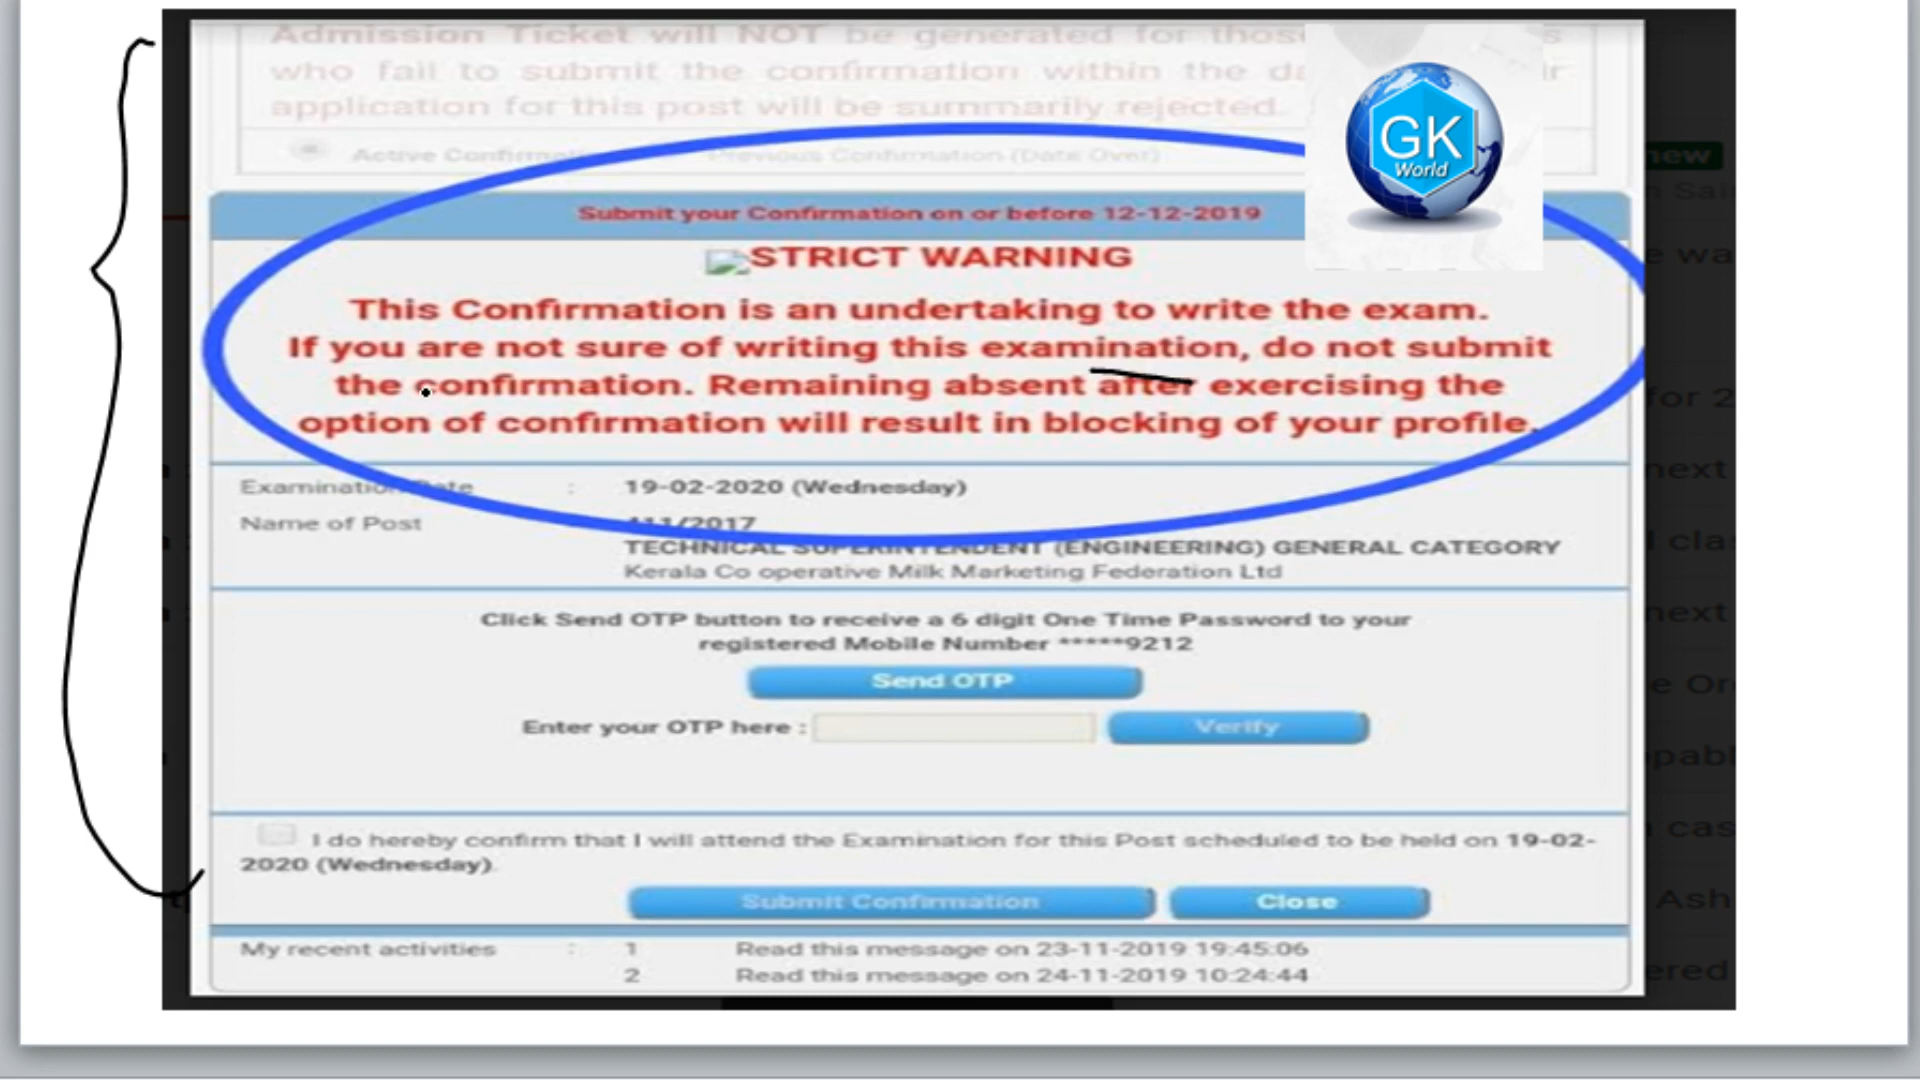 Admission Ticket will NOT be generated for those
who fail to submit the confirmation within the
application for this post will be summarily rejected.
Active Confirmation Previous Confirmation (Date Over)
GK
World
new
Submit your Confirmation on or before 12-12-2019
STRICT WARNING
This Confirmation is an undertaking to write the exam.
If you are not sure of writing this examination, do not submit
the confirmation. Remaining absent after exercising the
option of confirmation will result in blocking of your profile.
Examination Date : 19-02-2020 (Wednesday)
Name of Post 411/2017
TECHNICAL SUPERINTENDENT (ENGINEERING) GENERAL CATEGORY
Kerala Co operative Milk Marketing Federation Ltd
Click Send OTP button to receive a 6 digit One Time Password to your
registered Mobile Number *****9212
Send OTP
Enter your OTP here : Verify
I do hereby confirm that I will attend the Examination for this Post scheduled to be held on 19-02-
2020 (Wednesday).
Submit Confirmation Close
My recent activities : 1 Read this message on 23-11-2019 19:45:06
2 Read this message on 24-11-2019 10:24:44
for 2
next
next
Ash